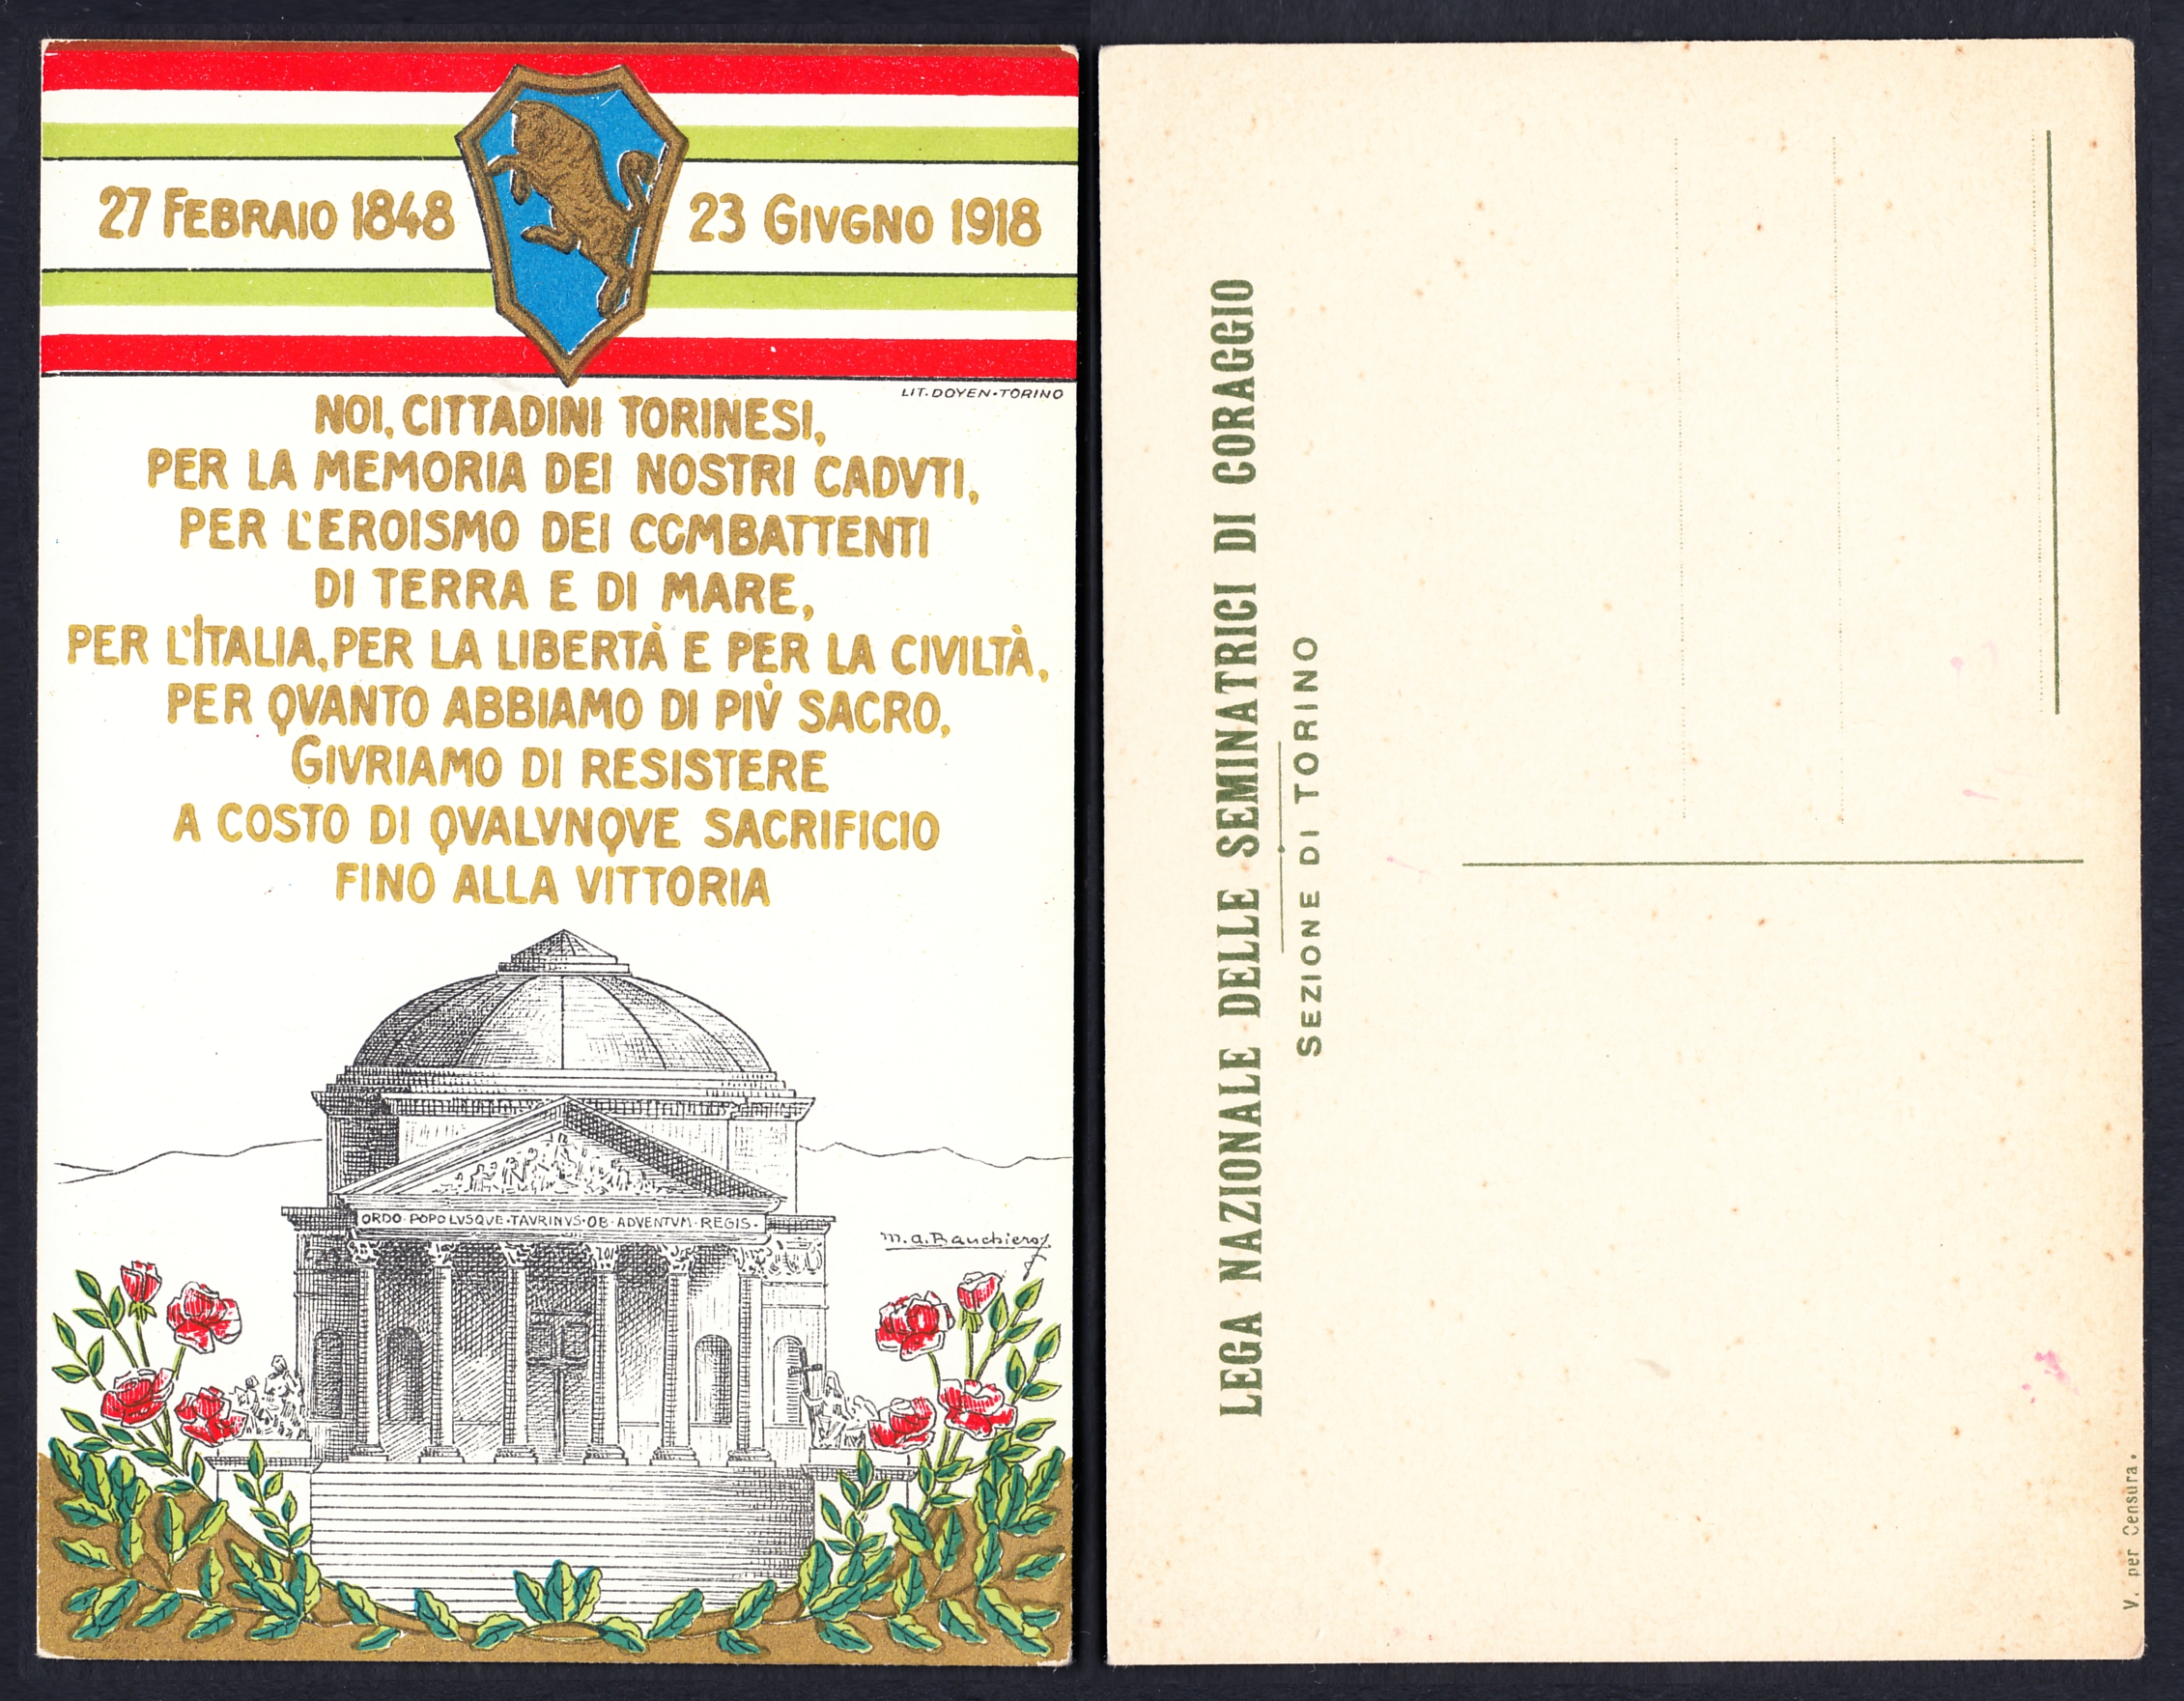 27 FEBRAIO 1848 23 GIVGNO 1918
LIT. DOYEN-TORINO
NOI, CITTADINI TORINESI,
PER LA MEMORIA DEI NOSTRI CADVTI,
PER L'EROISMO DEI COMBATTENTI
DI TERRA E DI MARE,
PER L'ITALIA, PER LA LIBERTÀ E PER LA CIVILTÀ,
PER QVANTO ABBIAMO DI PIV̀ SACRO,
GIVRIAMO DI RESISTERE
A COSTO DI QVALVNQVE SACRIFICIO
FINO ALLA VITTORIA
ORDO·POPOLVSQVE·TAVRINVS·OB·ADVENTVM·REGIS·
LEGA NAZIONALE DELLE SEMINATRICI DI CORAGGIO
SEZIONE DI TORINO
V. per Censura.